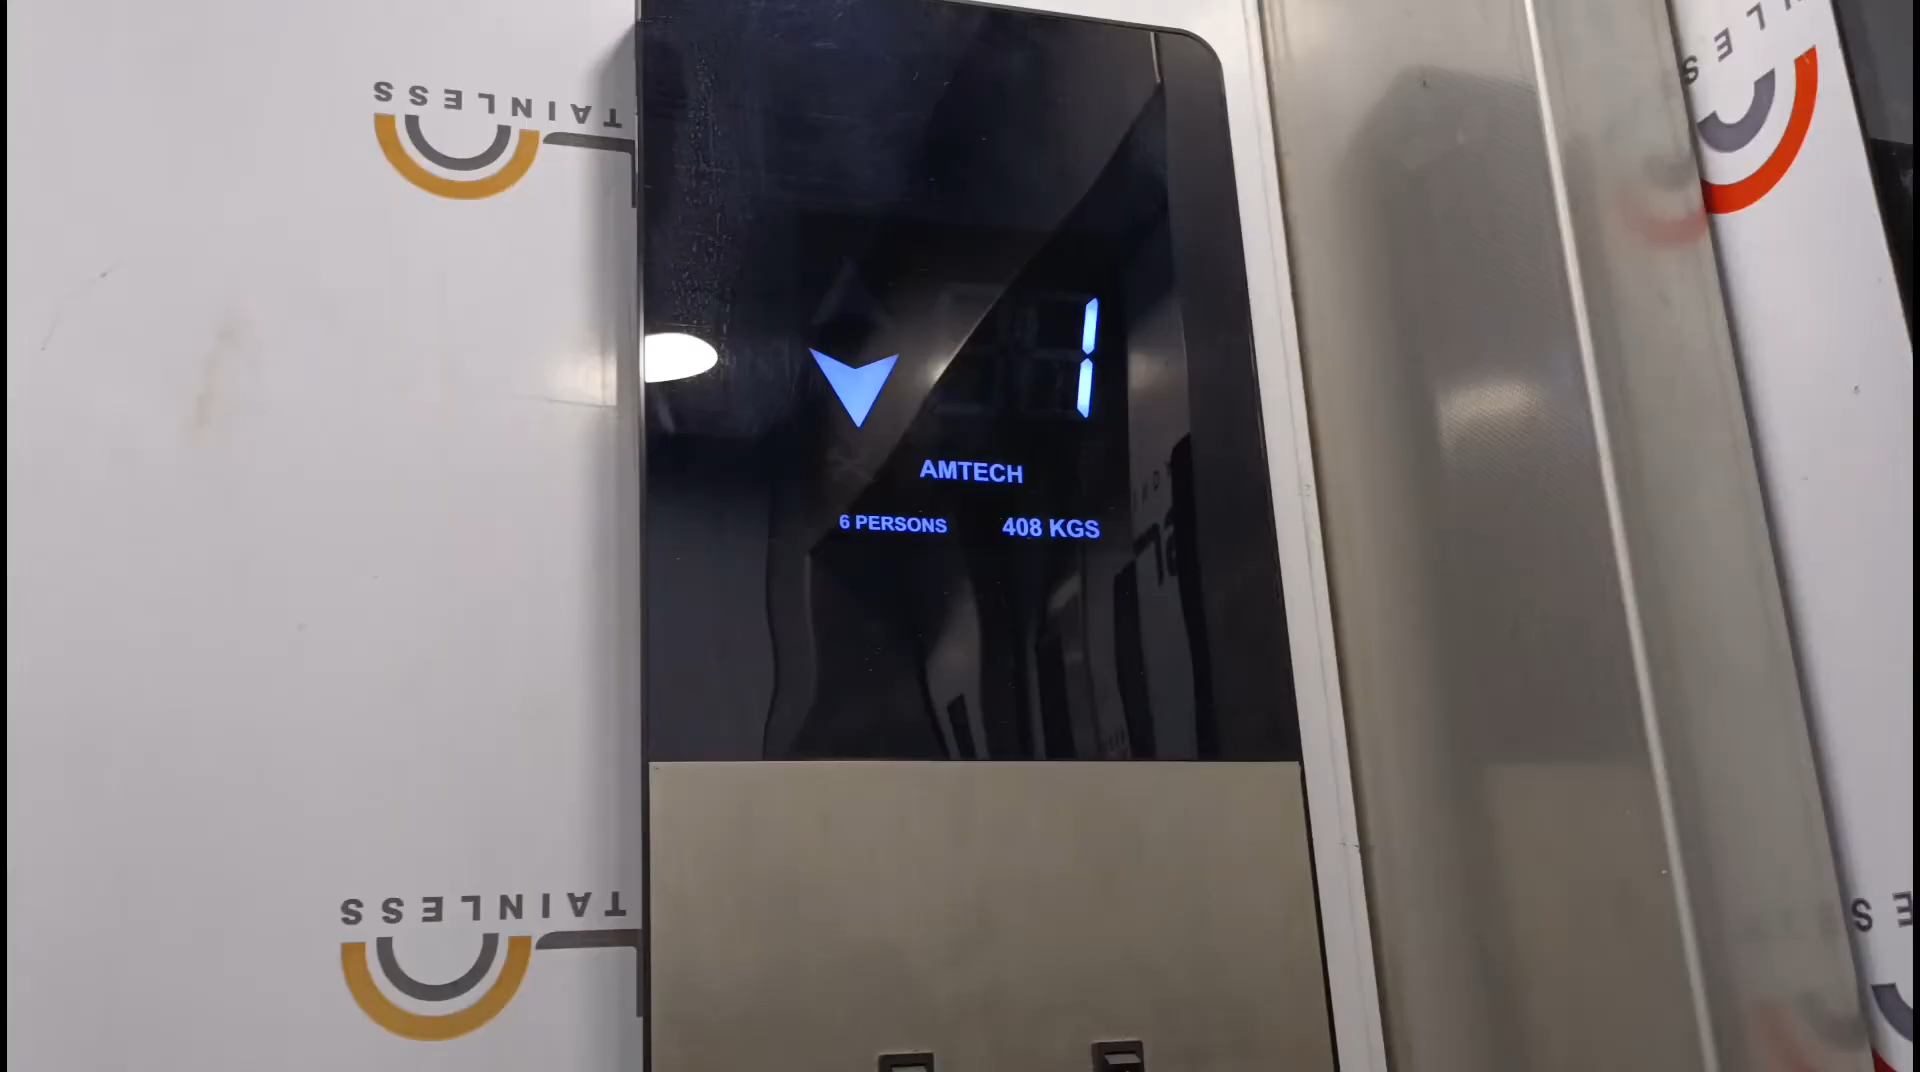 TAINLESS
1
AMTECH
6 PERSONS 408 KGS
TAINLESS